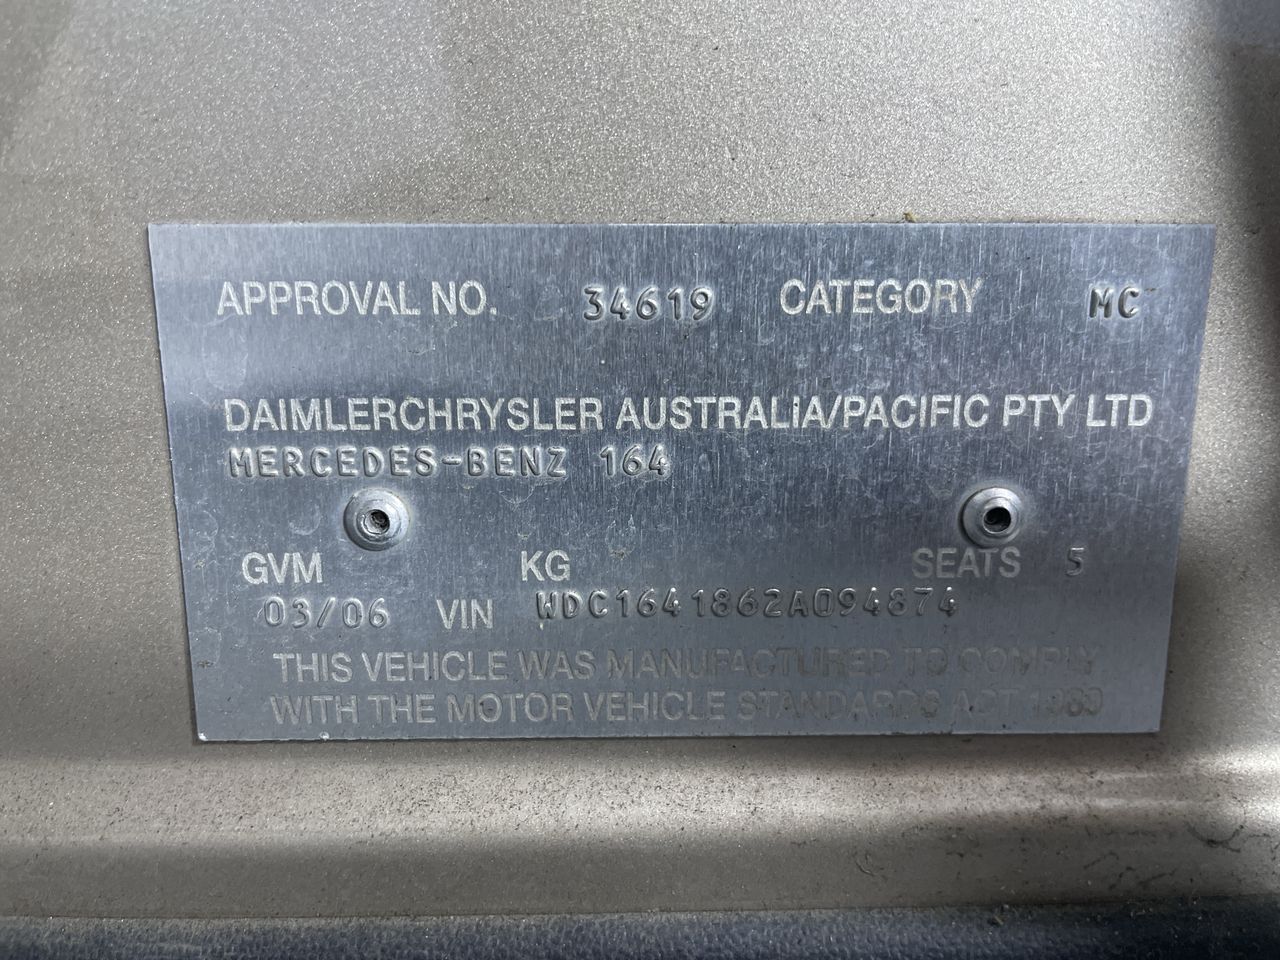 APPROVAL NO. 34619 CATEGORY MC
DAIMLERCHRYSLER AUSTRALIA/PACIFIC PTY LTD
MERCEDES-BENZ 164
GVM KG SEATS 5
03/06 VIN WDC1641862A094874
THIS VEHICLE WAS MANUFACTURED TO COMPLY
WITH THE MOTOR VEHICLE STANDARDS ACT 1989